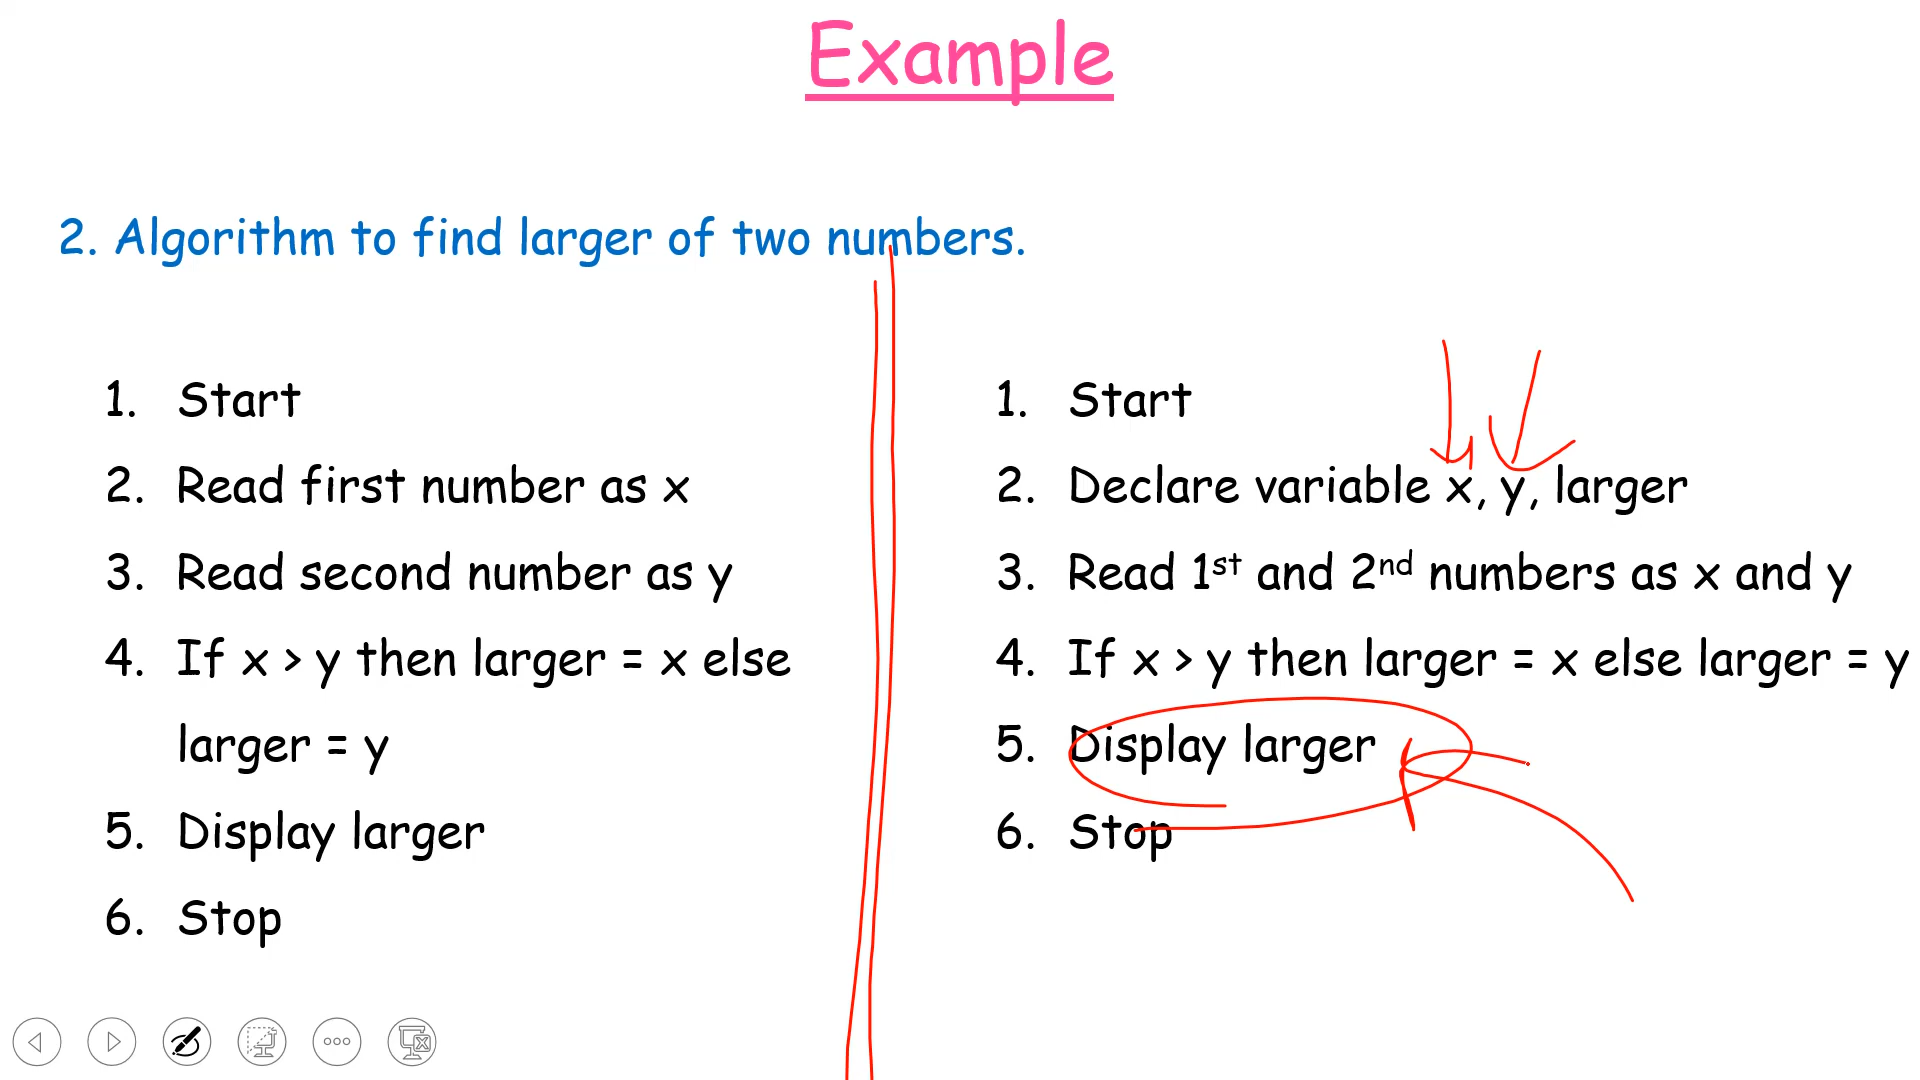 Example
2. Algorithm to find larger of two numbers.
1. Start
2. Read first number as x
3. Read second number as y
4. If x > y then larger = x else
larger = y
5. Display larger
6. Stop
1. Start
2. Declare variable x, y, larger
3. Read 1st and 2nd numbers as x and y
4. If x > y then larger = x else larger = y
5. Display larger
6. Stop